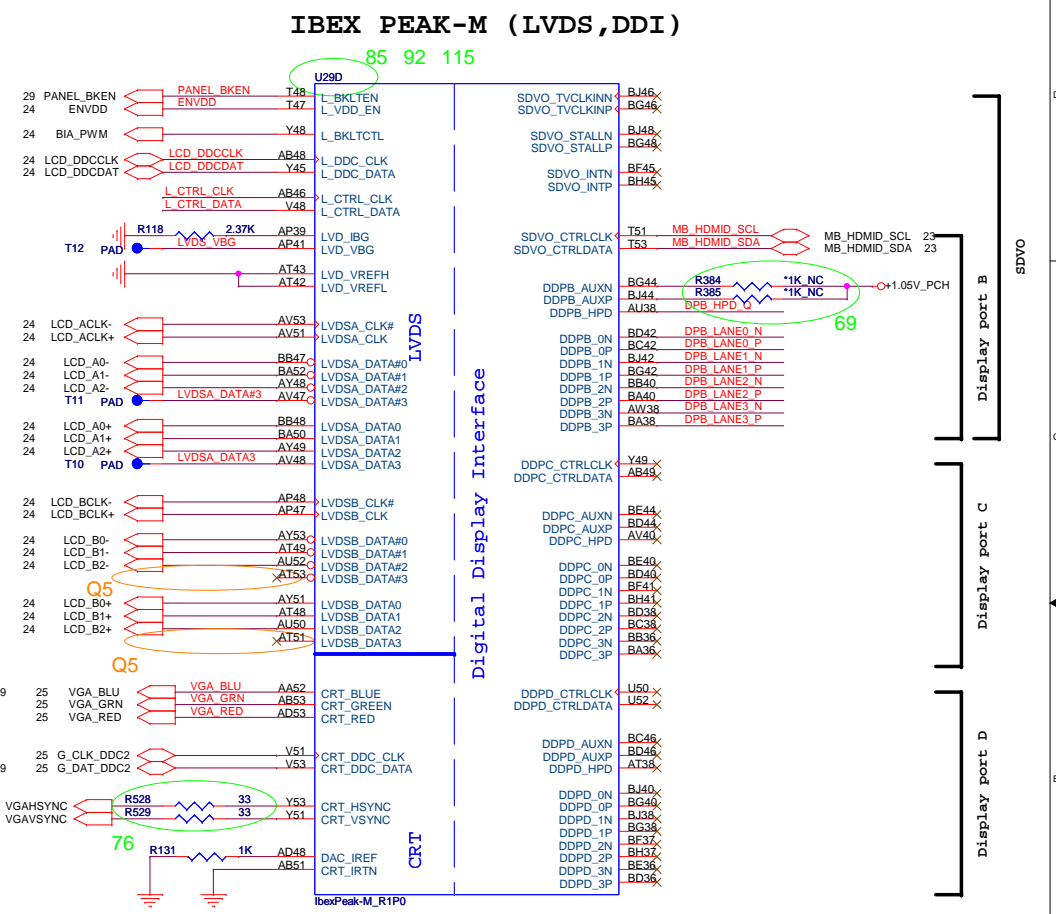 IBEX PEAK-M (LVDS,DDI)
85 92 115
U29D
29 PANEL_BKEN PANEL_BKEN T48 L_BKLTEN
24 ENVDD ENVDD T47 L_VDD_EN
24 BIA_PWM Y48 L_BKLTCTL
24 LCD_DDCCLK LCD_DDCCLK AB48 L_DDC_CLK
24 LCD_DDCDAT LCD_DDCDAT Y45 L_DDC_DATA
L_CTRL_CLK AB46 L_CTRL_CLK
L_CTRL_DATA V48 L_CTRL_DATA
R118 2.37K AP39 LVD_IBG
T12 PAD LVDS_VBG AP41 LVD_VBG
AT43 LVD_VREFH
AT42 LVD_VREFL
24 LCD_ACLK- AV53 LVDSA_CLK#
24 LCD_ACLK+ AV51 LVDSA_CLK
24 LCD_A0- BB47 LVDSA_DATA#0
24 LCD_A1- BA52 LVDSA_DATA#1
24 LCD_A2- AY48 LVDSA_DATA#2
T11 PAD LVDSA_DATA#3 AV47 LVDSA_DATA#3
24 LCD_A0+ BB48 LVDSA_DATA0
24 LCD_A1+ BA50 LVDSA_DATA1
24 LCD_A2+ AY49 LVDSA_DATA2
T10 PAD LVDSA_DATA3 AV48 LVDSA_DATA3
24 LCD_BCLK- AP48 LVDSB_CLK#
24 LCD_BCLK+ AP47 LVDSB_CLK
24 LCD_B0- AY53 LVDSB_DATA#0
24 LCD_B1- AT49 LVDSB_DATA#1
24 LCD_B2- AU52 LVDSB_DATA#2
AT53 LVDSB_DATA#3
Q5
24 LCD_B0+ AY51 LVDSB_DATA0
24 LCD_B1+ AT48 LVDSB_DATA1
24 LCD_B2+ AU50 LVDSB_DATA2
AT51 LVDSB_DATA3
Q5
9 25 VGA_BLU VGA_BLU AA52 CRT_BLUE
25 VGA_GRN VGA_GRN AB53 CRT_GREEN
25 VGA_RED VGA_RED AD53 CRT_RED
25 G_CLK_DDC2 V51 CRT_DDC_CLK
9 25 G_DAT_DDC2 V53 CRT_DDC_DATA
VGAHSYNC R528 33 Y53 CRT_HSYNC
VGAVSYNC R529 33 Y51 CRT_VSYNC
76
R131 1K AD48 DAC_IREF
AB51 CRT_IRTN
IbexPeak-M_R1P0
LVDS
CRT
Digital Display Interface
SDVO_TVCLKINN BJ46
SDVO_TVCLKINP BG46
SDVO_STALLN BJ48
SDVO_STALLP BG48
SDVO_INTN BF45
SDVO_INTP BH45
SDVO_CTRLCLK T51 MB_HDMID_SCL MB_HDMID_SCL 23
SDVO_CTRLDATA T53 MB_HDMID_SDA MB_HDMID_SDA 23
DDPB_AUXN BG44 R384 *1K_NC +1.05V_PCH
DDPB_AUXP BJ44 R385 *1K_NC
DDPB_HPD AU38 DPB_HPD_Q
69
DDPB_0N BD42 DPB_LANE0_N
DDPB_0P BC42 DPB_LANE0_P
DDPB_1N BJ42 DPB_LANE1_N
DDPB_1P BG42 DPB_LANE1_P
DDPB_2N BB40 DPB_LANE2_N
DDPB_2P BA40 DPB_LANE2_P
DDPB_3N AW38 DPB_LANE3_N
DDPB_3P BA38 DPB_LANE3_P
DDPC_CTRLCLK Y49
DDPC_CTRLDATA AB49
DDPC_AUXN BE44
DDPC_AUXP BD44
DDPC_HPD AV40
DDPC_0N BE40
DDPC_0P BD40
DDPC_1N BF41
DDPC_1P BH41
DDPC_2N BD38
DDPC_2P BC38
DDPC_3N BB36
DDPC_3P BA36
DDPD_CTRLCLK U50
DDPD_CTRLDATA U52
DDPD_AUXN BC46
DDPD_AUXP BD46
DDPD_HPD AT38
DDPD_0N BJ40
DDPD_0P BG40
DDPD_1N BJ38
DDPD_1P BG38
DDPD_2N BF37
DDPD_2P BH37
DDPD_3N BE36
DDPD_3P BD36
Display port B
SDVO
Display port C
Display port D